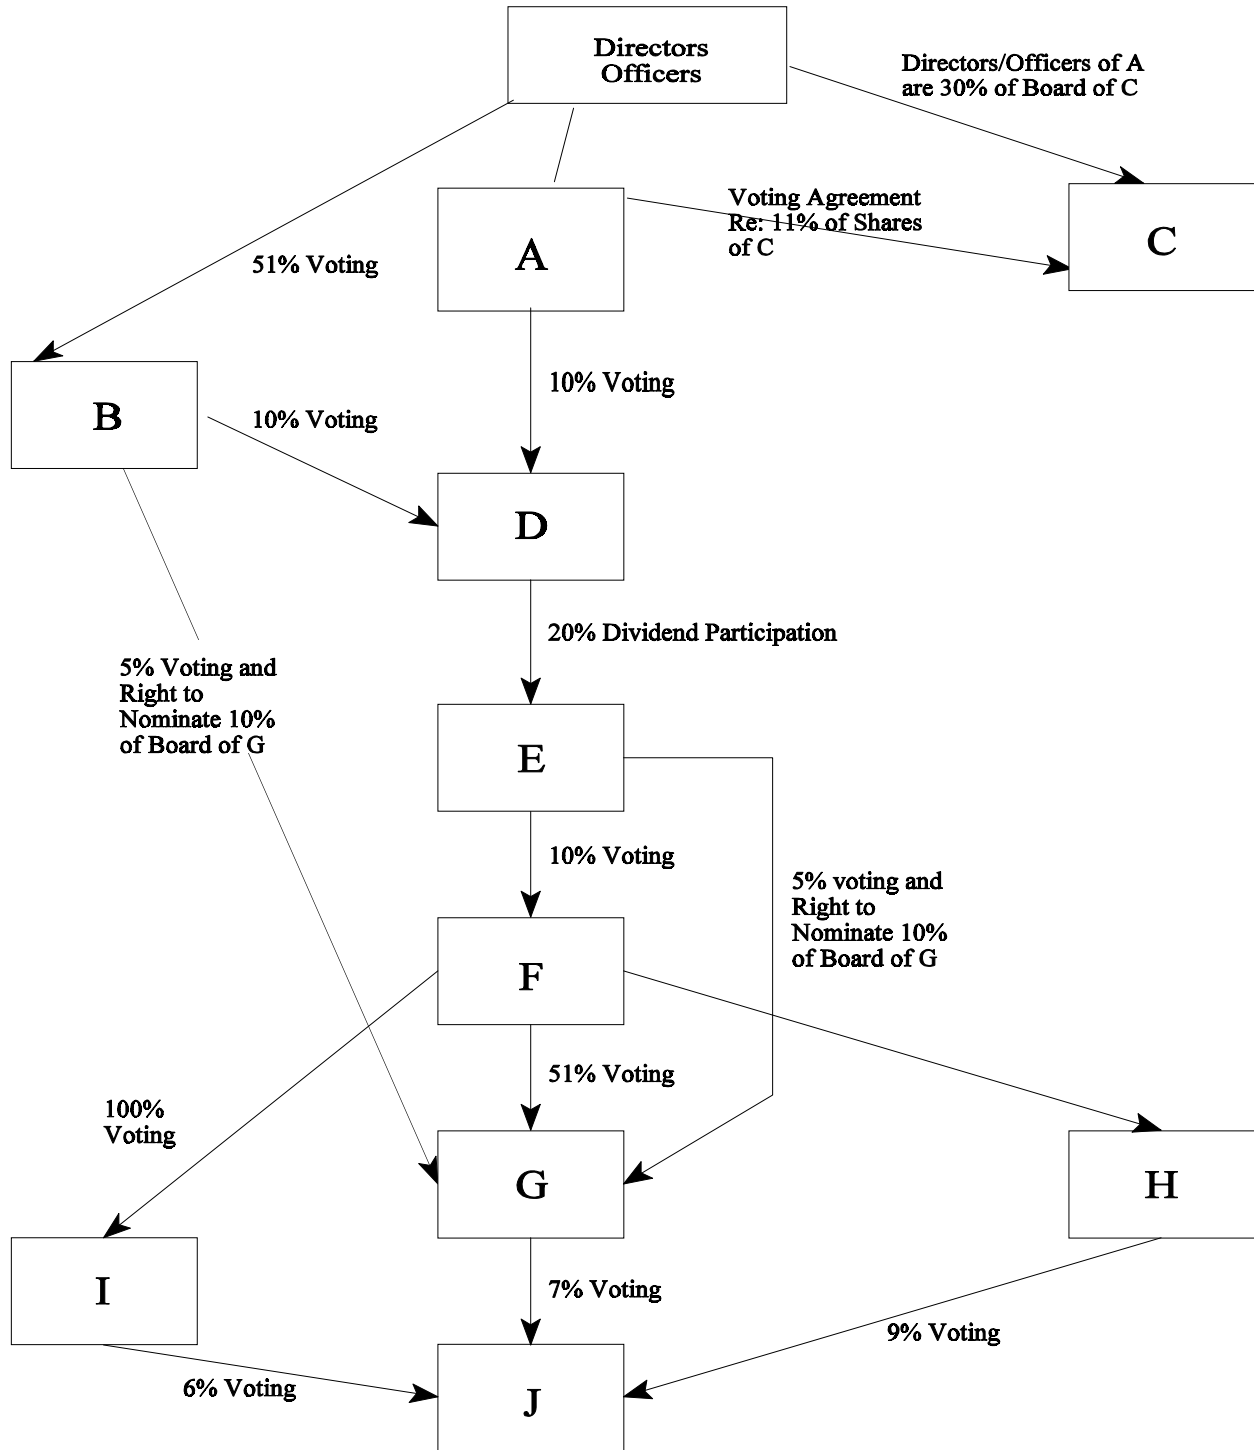 Directors
Officers
Directors/Officers of A
are 30% of Board of C
Voting Agreement
Re: 11% of Shares
of C
A
C
51% Voting
10% Voting
B
10% Voting
D
20% Dividend Participation
5% Voting and
Right to
Nominate 10%
of Board of G
E
10% Voting
5% voting and
Right to
Nominate 10%
of Board of G
F
51% Voting
100%
Voting
G
H
I
7% Voting
9% Voting
6% Voting
J